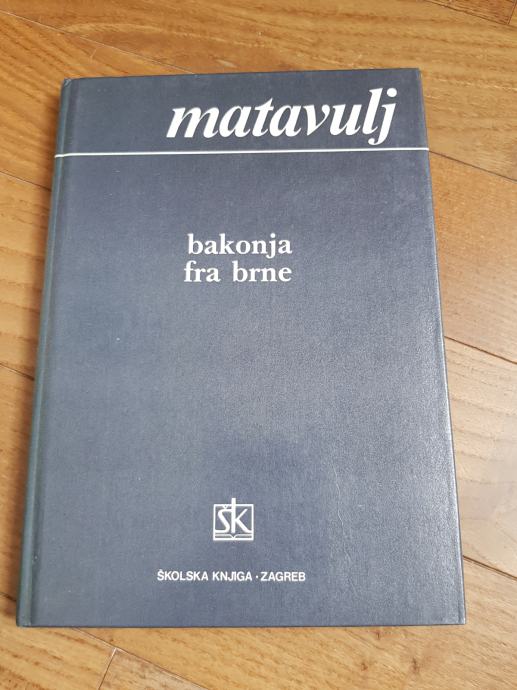 matavulj
bakonja
fra brne
ŠK
ŠKOLSKA KNJIGA · ZAGREB